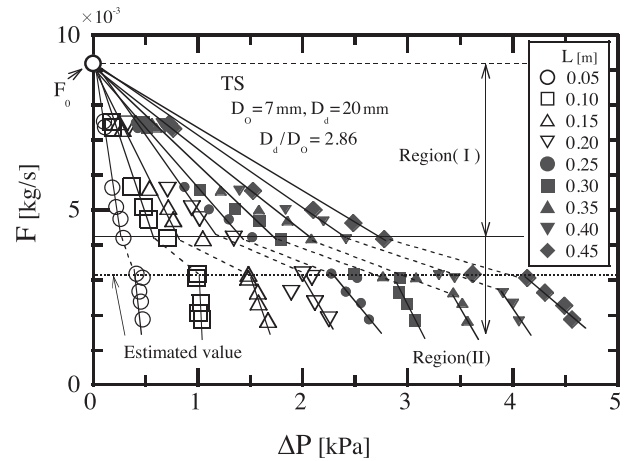 ×10⁻³
10
F₀
TS
D_O = 7 mm, D_d = 20 mm
D_d/D_O = 2.86
Region( I )
L [m]
0.05
0.10
0.15
0.20
0.25
0.30
0.35
0.40
0.45
F [kg/s]
5
Estimated value
Region(II)
0
0 1 2 3 4 5
ΔP [kPa]